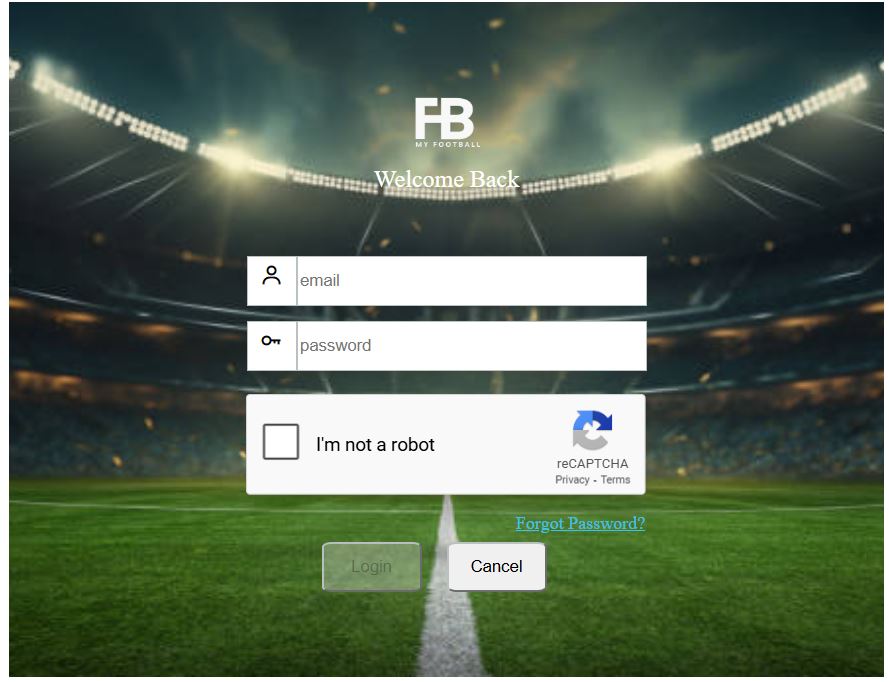 FB
MY FOOTBALL
Welcome Back
email
password
I'm not a robot
reCAPTCHA
Privacy - Terms
Forgot Password?
Login
Cancel